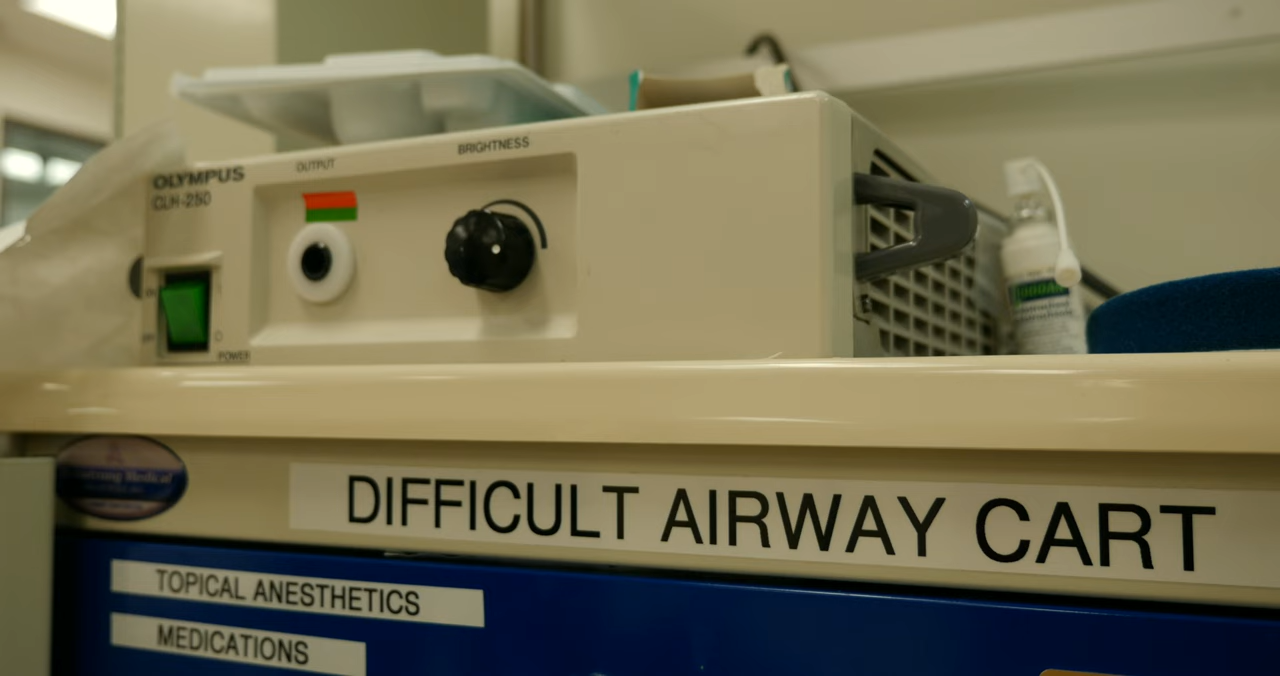 OUTPUT
BRIGHTNESS
OLYMPUS
CLH-250
POWER
DIFFICULT AIRWAY CART
TOPICAL ANESTHETICS
MEDICATIONS